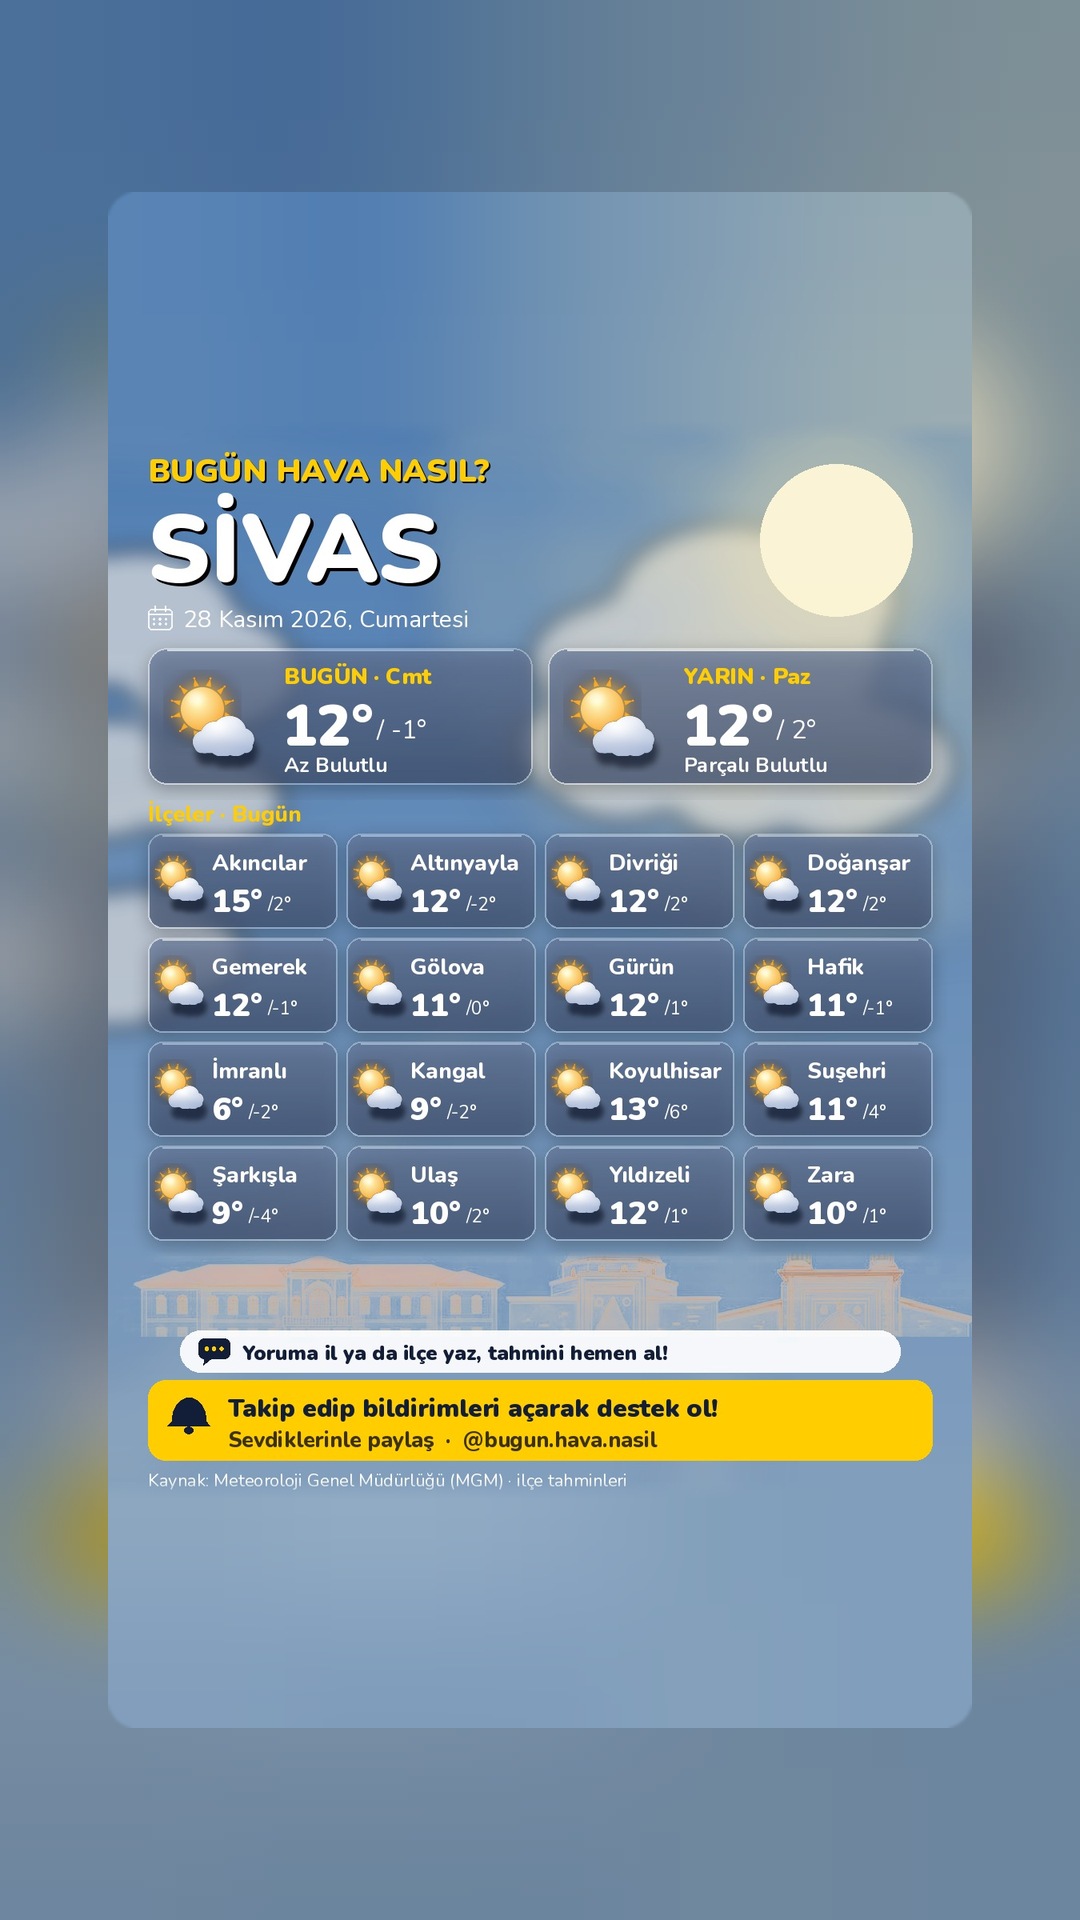 BUGÜN HAVA NASIL?
SİVAS
28 Kasım 2026, Cumartesi
BUGÜN · Cmt
12° / -1°
Az Bulutlu
YARIN · Paz
12° / 2°
Parçalı Bulutlu
İlçeler · Bugün
Akıncılar
15° /2°
Altınyayla
12° /-2°
Divriği
12° /2°
Doğanşar
12° /2°
Gemerek
12° /-1°
Gölova
11° /0°
Gürün
12° /1°
Hafik
11° /-1°
İmranlı
6° /-2°
Kangal
9° /-2°
Koyulhisar
13° /6°
Suşehri
11° /4°
Şarkışla
9° /-4°
Ulaş
10° /2°
Yıldızeli
12° /1°
Zara
10° /1°
Yoruma il ya da ilçe yaz, tahmini hemen al!
Takip edip bildirimleri açarak destek ol!
Sevdiklerinle paylaş · @bugun.hava.nasil
Kaynak: Meteoroloji Genel Müdürlüğü (MGM) · ilçe tahminleri